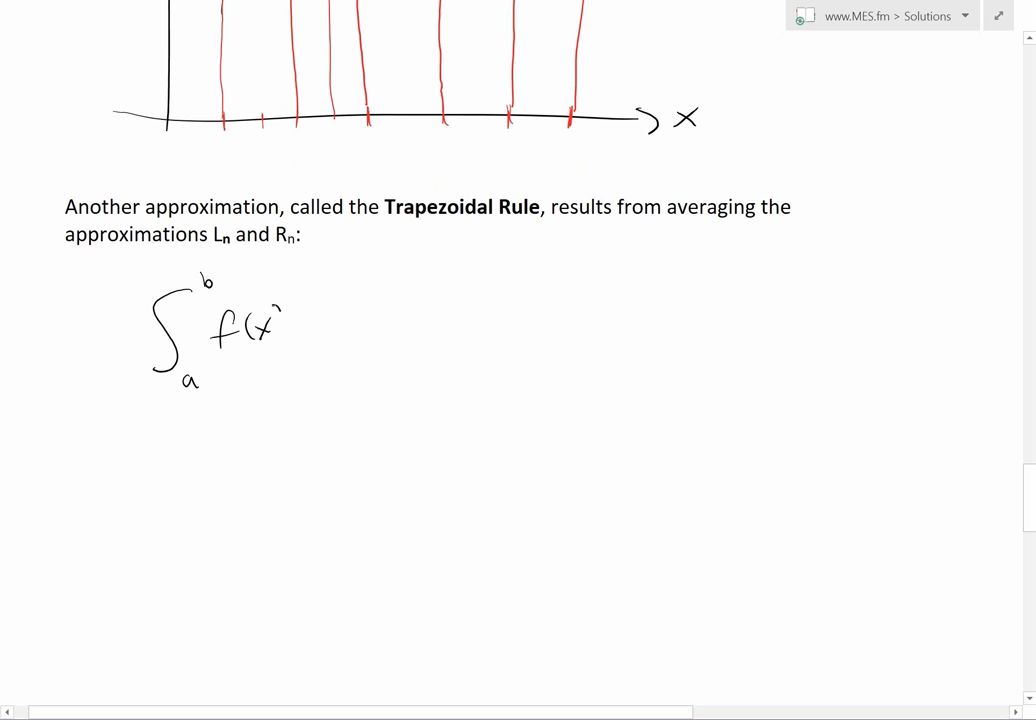 www.MES.fm > Solutions
x
Another approximation, called the Trapezoidal Rule, results from averaging the
approximations Ln and Rn:
b
∫ f(x)
a